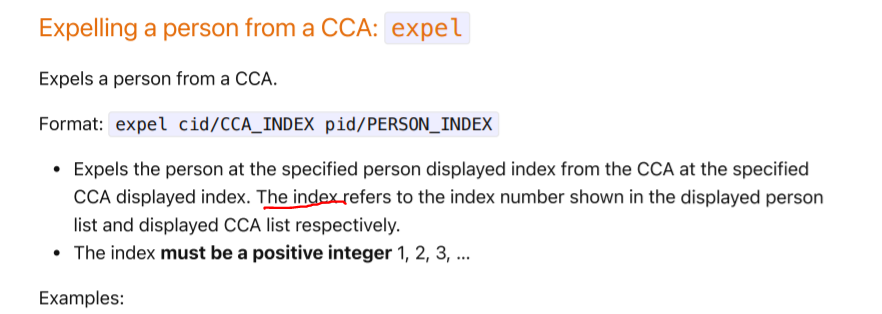 Expelling a person from a CCA: expel
Expels a person from a CCA.
Format: expel cid/CCA_INDEX pid/PERSON_INDEX
• Expels the person at the specified person displayed index from the CCA at the specified
CCA displayed index. The index refers to the index number shown in the displayed person
list and displayed CCA list respectively.
• The index must be a positive integer 1, 2, 3, ...
Examples: